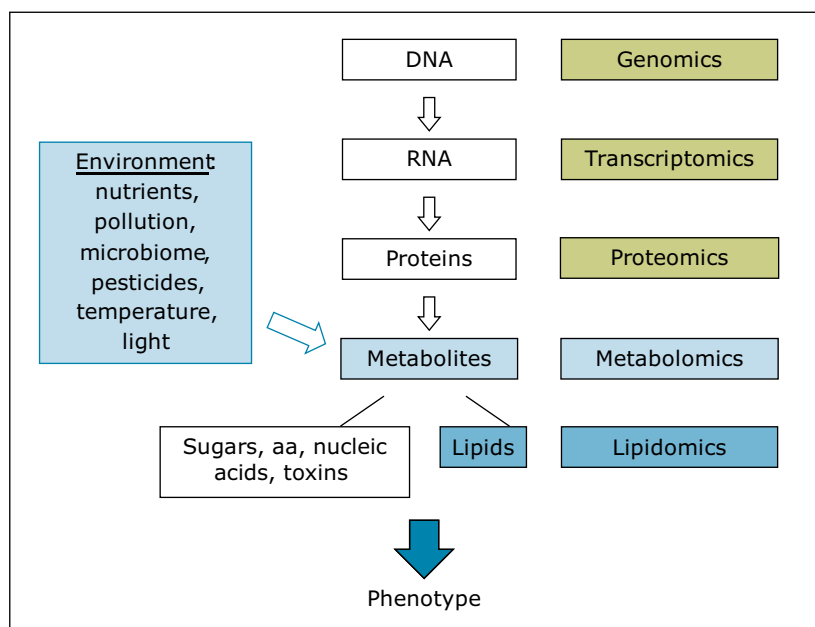 DNA
Genomics
RNA
Transcriptomics
Environment:
nutrients,
pollution,
microbiome,
pesticides,
temperature,
light
Proteins
Proteomics
Metabolites
Metabolomics
Sugars, aa, nucleic
acids, toxins
Lipids
Lipidomics
Phenotype